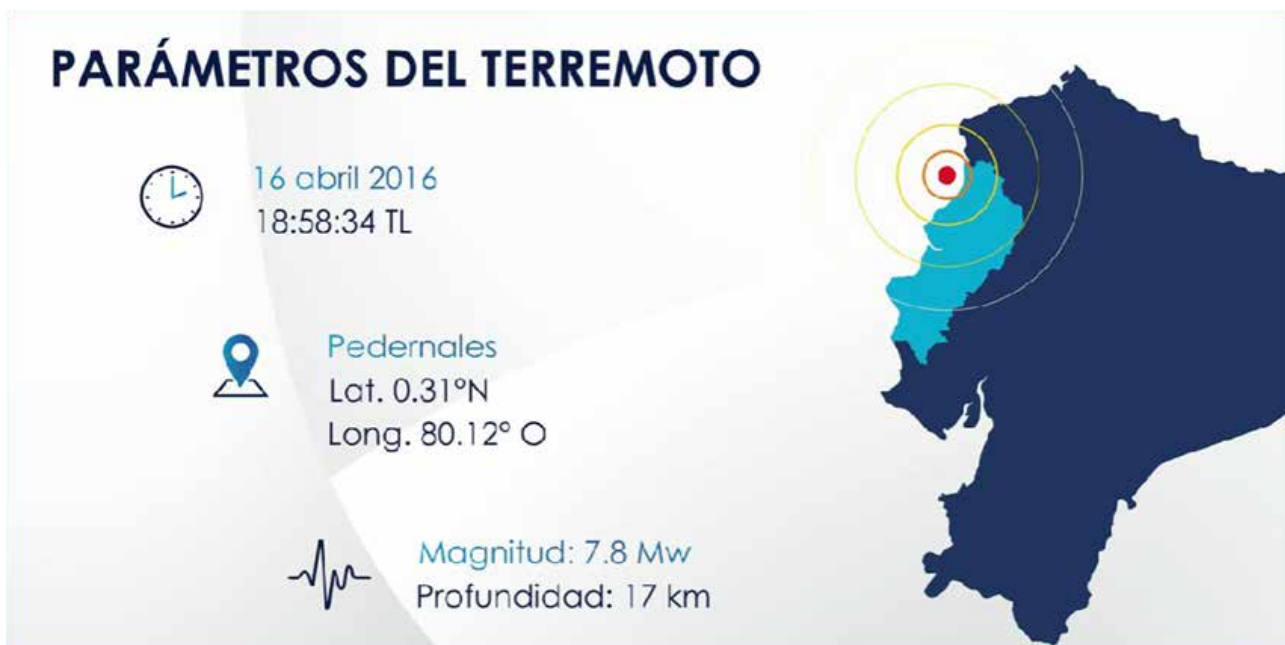 PARÁMETROS DEL TERREMOTO
16 abril 2016
18:58:34 TL
Pedernales
Lat. 0.31°N
Long. 80.12° O
Magnitud: 7.8 Mw
Profundidad: 17 km